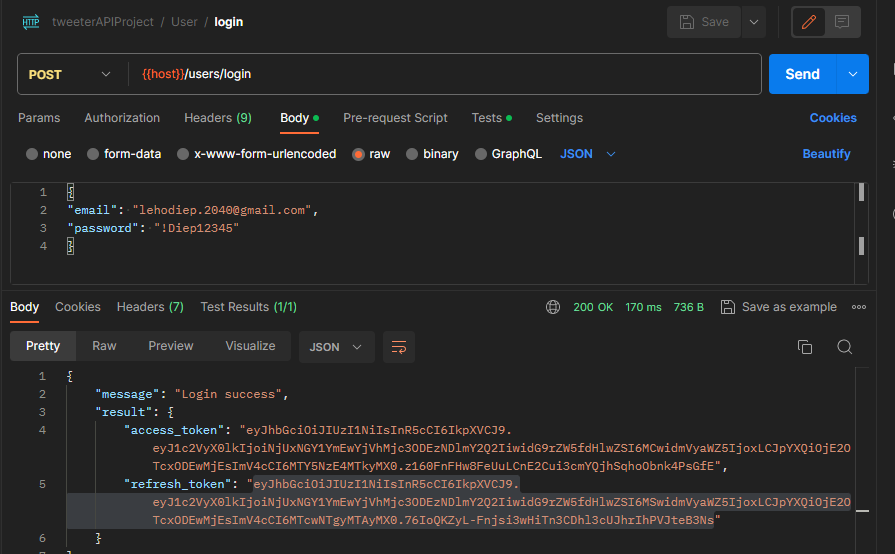 HTTP tweeterAPIProject / User / login Save
POST {{host}}/users/login Send
Params Authorization Headers (9) Body Pre-request Script Tests Settings Cookies
none form-data x-www-form-urlencoded raw binary GraphQL JSON Beautify
1 {
2 "email": "lehodiep.2040@gmail.com",
3 "password": "!Diep12345"
4 }
Body Cookies Headers (7) Test Results (1/1) 200 OK 170 ms 736 B Save as example
Pretty Raw Preview Visualize JSON
1 {
2 "message": "Login success",
3 "result": {
4 "access_token": "eyJhbGciOiJIUzI1NiIsInR5cCI6IkpXVCJ9.
eyJ1c2VyX0lkIjoiNjUxNGY1YmEwYjVhMjc3ODEzNDlmY2Q2IiwidG9rZW5fdHlwZSI6MCwidmVyaWZ5IjoxLCJpYXQiOjE2O
TcxODEwMjEsImV4cCI6MTY5NzE4MTkyMX0.z160FnFHw8FeUuLCnE2Cui3cmYQjhSqhoObnk4PsGfE",
5 "refresh_token": "eyJhbGciOiJIUzI1NiIsInR5cCI6IkpXVCJ9.
eyJ1c2VyX0lkIjoiNjUxNGY1YmEwYjVhMjc3ODEzNDlmY2Q2IiwidG9rZW5fdHlwZSI6MSwidmVyaWZ5IjoxLCJpYXQiOjE2O
TcxODEwMjEsImV4cCI6MTcwNTgyMTAyMX0.76IoQKZyL-Fnjsi3wHiTn3CDhl3cUJhrIhPVJteB3Ns"
6 }